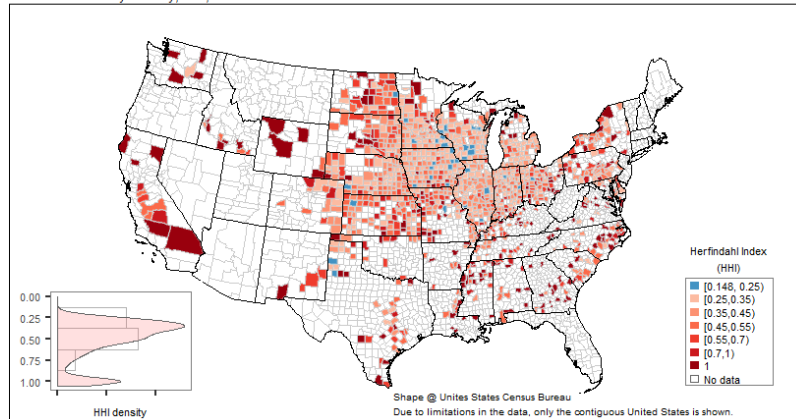 Herfindahl Index
(HHI)
[0.148, 0.25)
[0.25,0.35)
[0.35,0.45)
[0.45,0.55)
[0.55,0.7)
[0.7,1)
1
No data
0.00
0.25
0.50
0.75
1.00
HHI density
Shape @ Unites States Census Bureau
Due to limitations in the data, only the contiguous United States is shown.